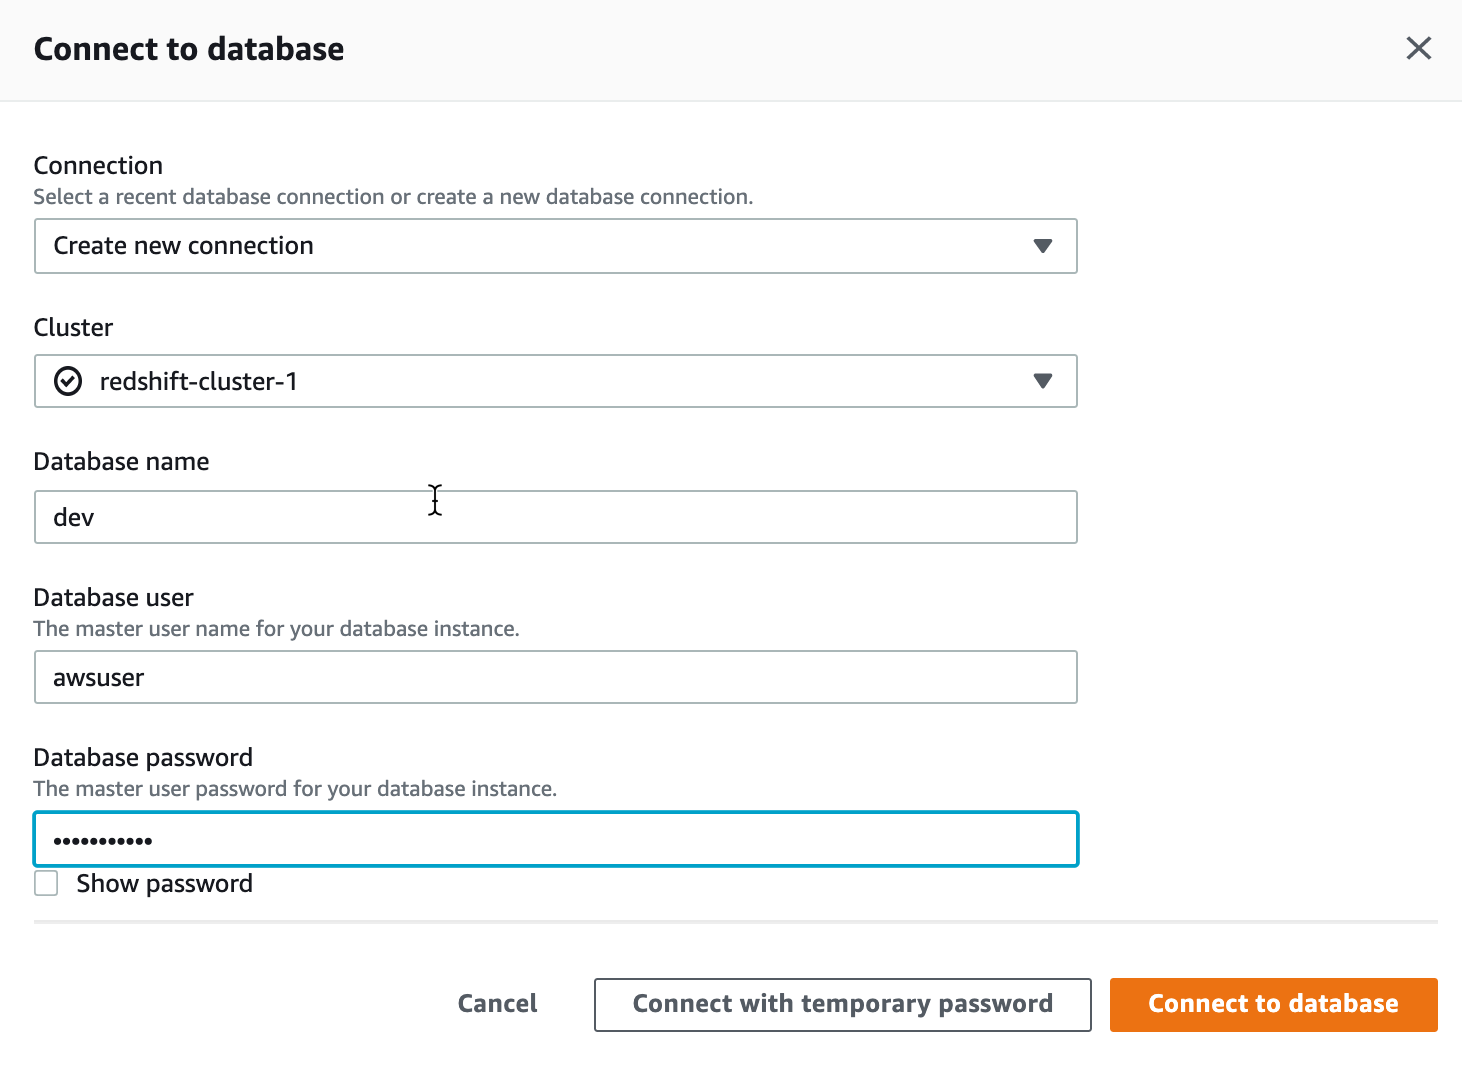 Connect to database
Connection
Select a recent database connection or create a new database connection.
Create new connection
Cluster
redshift-cluster-1
Database name
dev
Database user
The master user name for your database instance.
awsuser
Database password
The master user password for your database instance.
•••••••••••
Show password
Cancel
Connect with temporary password
Connect to database